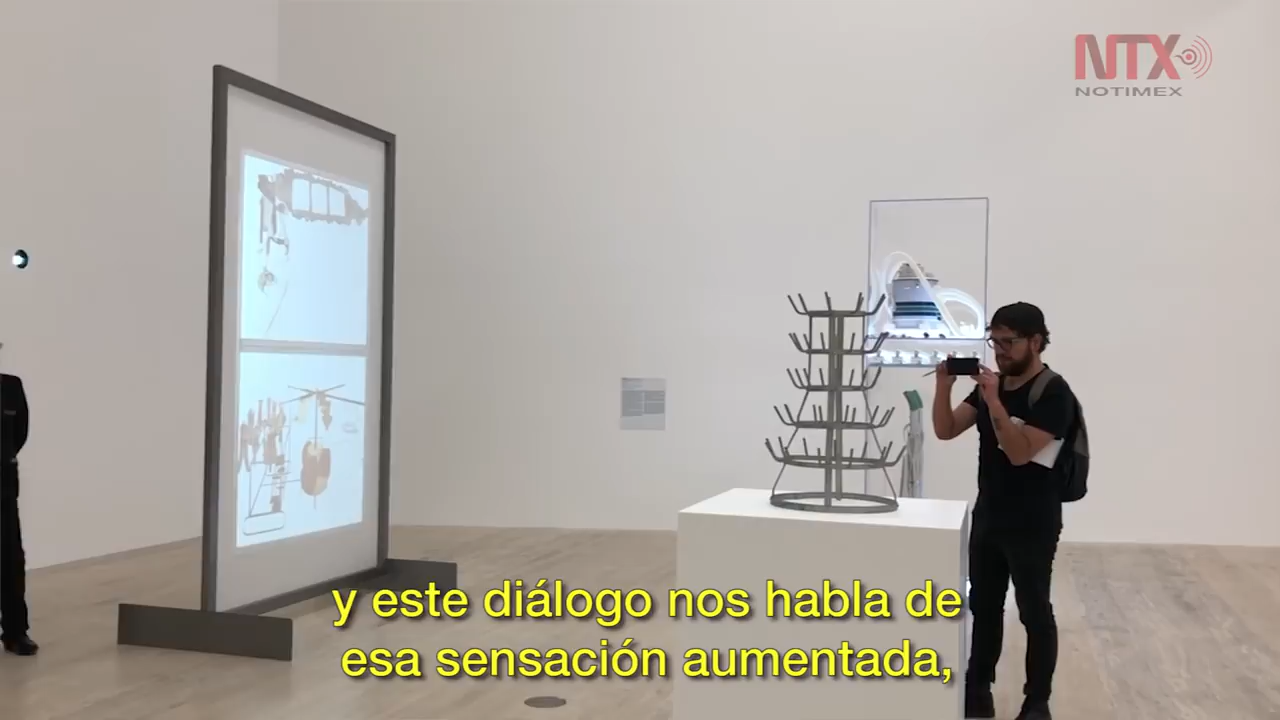 NTX
NOTIMEX
y este diálogo nos habla de
esa sensación aumentada,